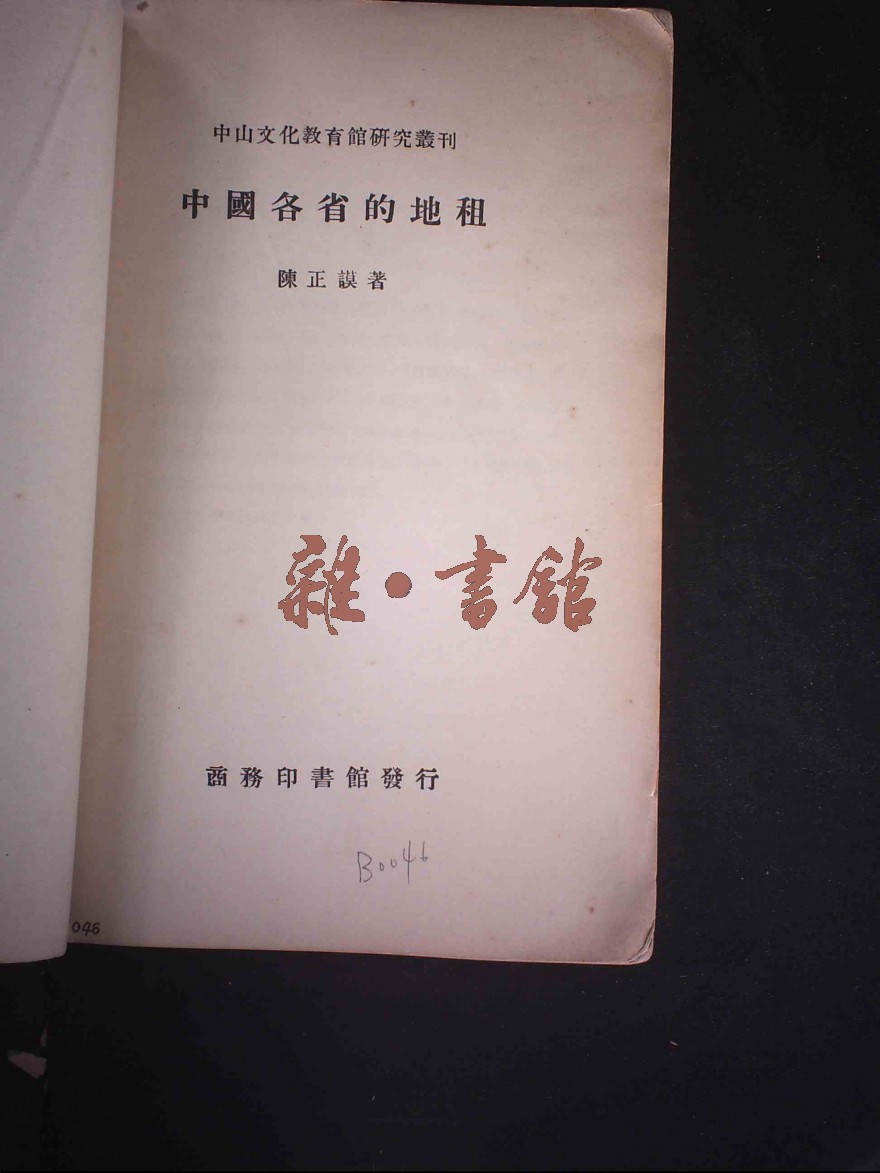 中山文化教育館研究叢刊
中國各省的地租
陳正謨著
雜·書館
商務印書館發行
B0046
046